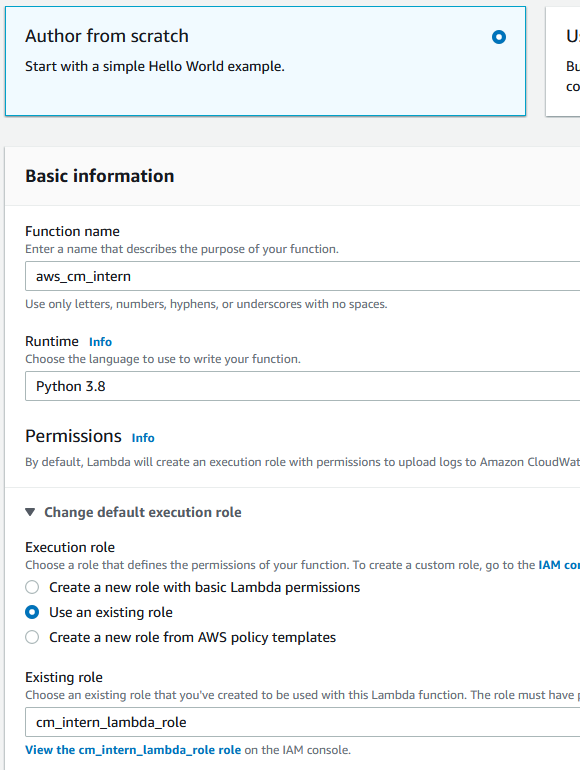 Author from scratch
Start with a simple Hello World example.
Basic information
Function name
Enter a name that describes the purpose of your function.
aws_cm_intern
Use only letters, numbers, hyphens, or underscores with no spaces.
Runtime Info
Choose the language to use to write your function.
Python 3.8
Permissions Info
By default, Lambda will create an execution role with permissions to upload logs to Amazon
Change default execution role
Execution role
Choose a role that defines the permissions of your function. To create a custom role, go to the IAM
Create a new role with basic Lambda permissions
Use an existing role
Create a new role from AWS policy templates
Existing role
Choose an existing role that you've created to be used with this Lambda function. The role must have
cm_intern_lambda_role
View the cm_intern_lambda_role role on the IAM console.